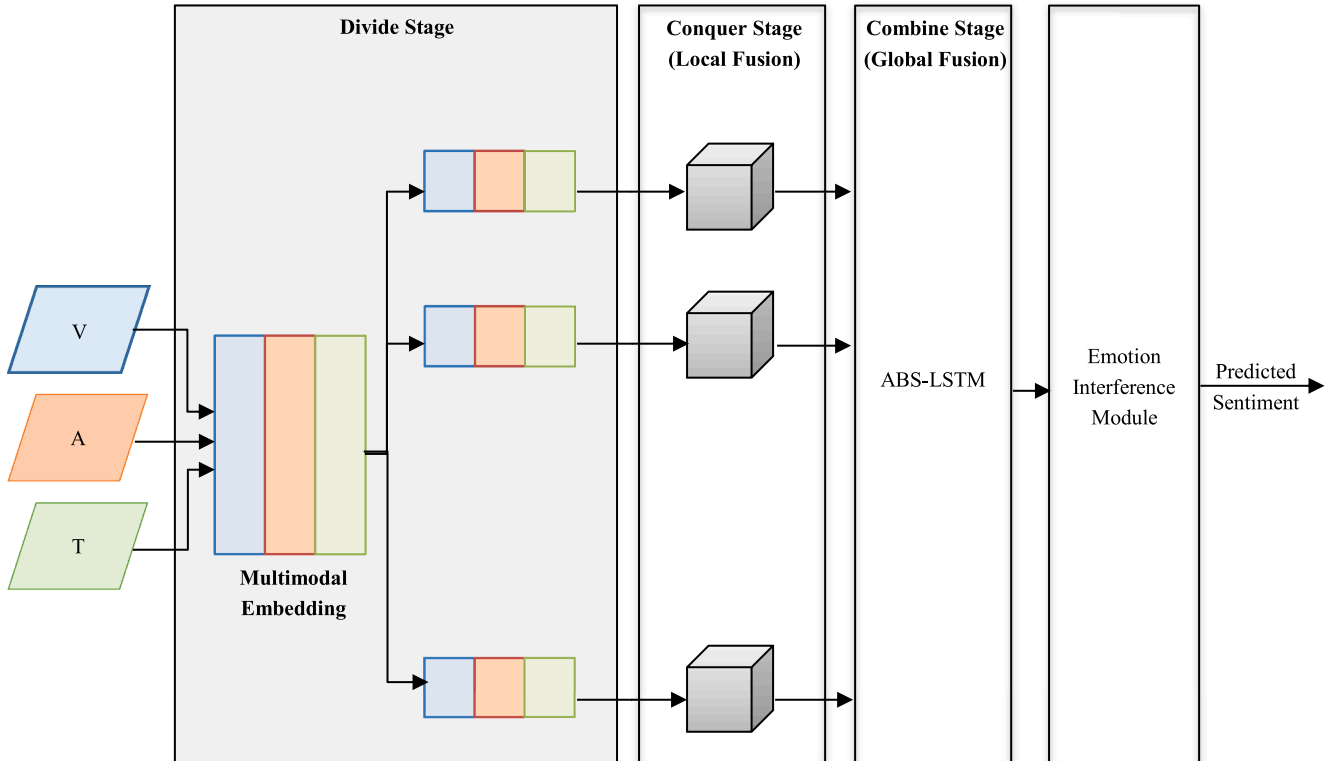 Divide Stage
Conquer Stage
(Local Fusion)
Combine Stage
(Global Fusion)
V
A
T
Multimodal
Embedding
ABS-LSTM
Emotion
Interference
Module
Predicted
Sentiment